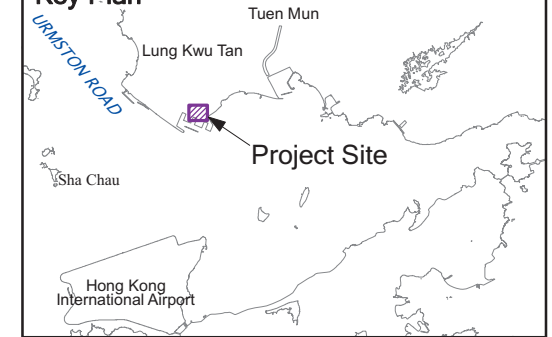 Key Plan
Tuen Mun
URMSTON ROAD
Lung Kwu Tan
Project Site
Sha Chau
Hong Kong
International Airport